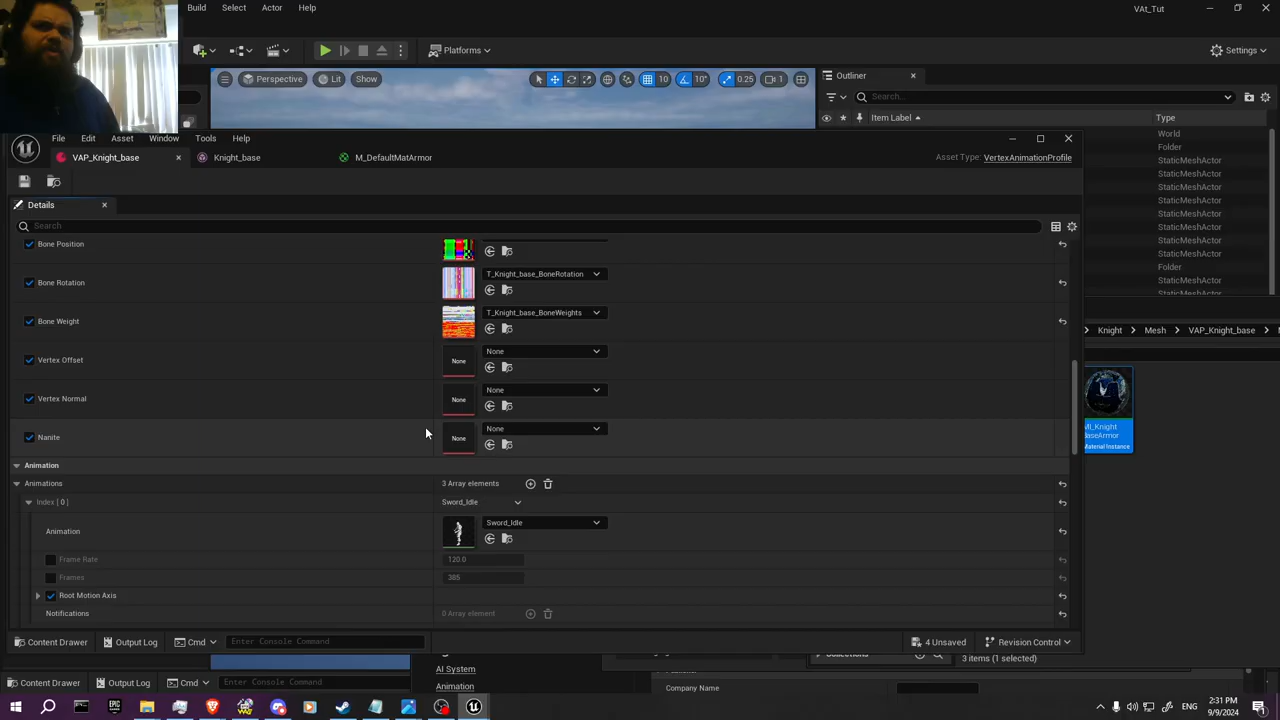 Build Select Actor Help VAt_Tut
Platforms Settings
Perspective Lit Show 10 10° 0.25 1 Outliner
Search...
Item Label Type
World
File Edit Asset Window Tools Help
Folder
VAP_Knight_base Knight_base M_DefaultMatArmor Asset Type: VertexAnimationProfile
StaticMeshActor
StaticMeshActor
StaticMeshActor
Details
StaticMeshActor
Search
StaticMeshActor
Bone Position
StaticMeshActor
StaticMeshActor
Folder
Bone Rotation T_Knight_base_BoneRotation
StaticMeshActor
StaticMeshActor
Bone Weight T_Knight_base_BoneWeights
Knight Mesh VAP_Knight_base
Vertex Offset None None
Vertex Normal None None
Nanite None None
MI_Knight
BaseArmor
Material Instance
Animation
Animations 3 Array elements
Index [ 0 ] Sword_Idle
Animation Sword_Idle
Frame Rate 120.0
Frames 385
Root Motion Axis
Notifications 0 Array element
Content Drawer Output Log Cmd Enter Console Command 4 Unsaved Revision Control
Collections
3 items (1 selected)
AI System
Animation
Content Drawer Output Log Cmd Enter Console Command Company Name
2:31 PM
9/9/2024